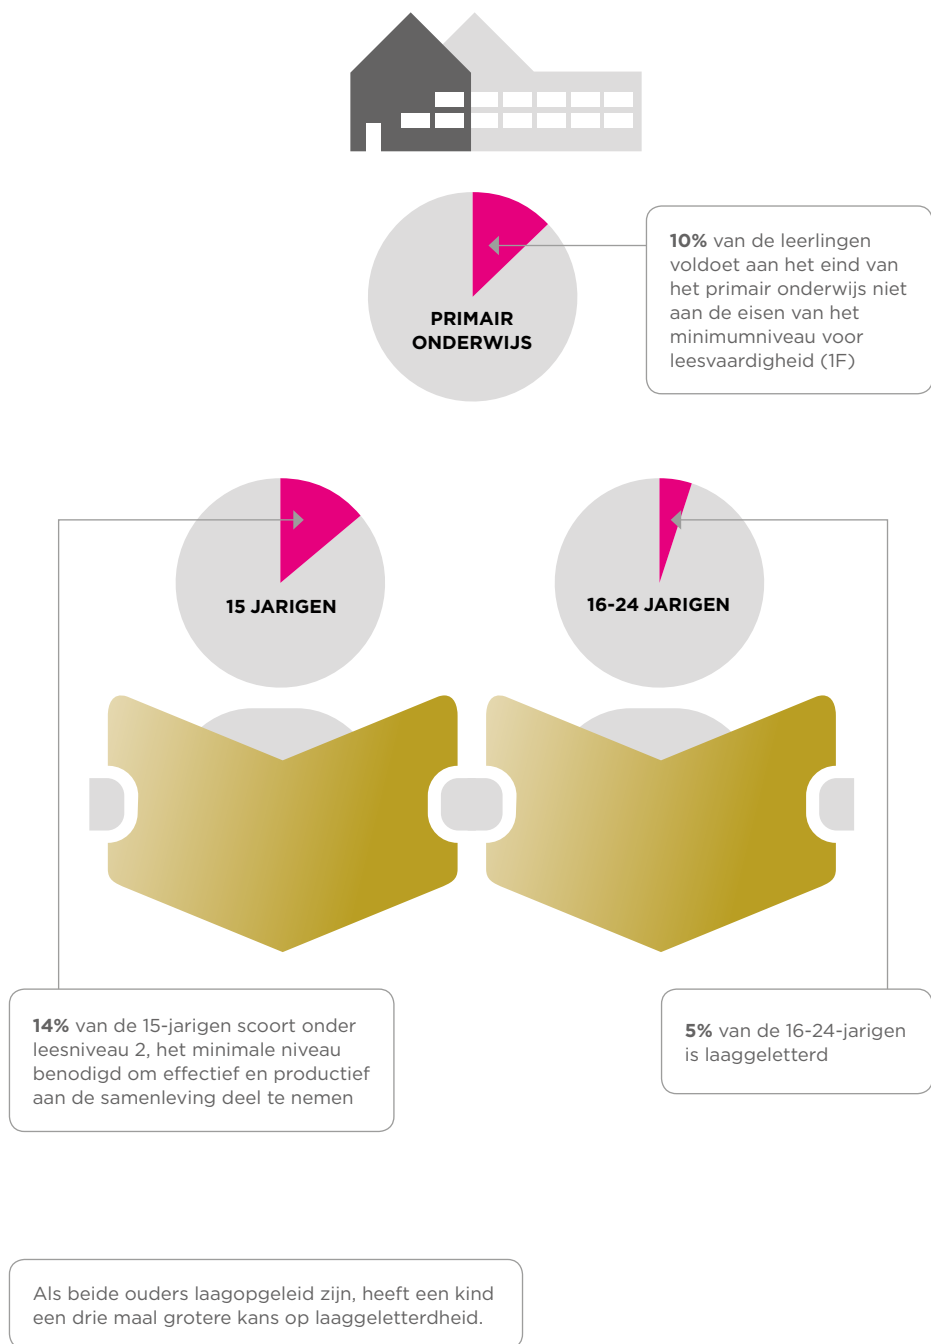 PRIMAIR
ONDERWIJS
10% van de leerlingen
voldoet aan het eind van
het primair onderwijs niet
aan de eisen van het
minimumniveau voor
leesvaardigheid (1F)
15 JARIGEN
16-24 JARIGEN
14% van de 15-jarigen scoort onder
leesniveau 2, het minimale niveau
benodigd om effectief en productief
aan de samenleving deel te nemen
5% van de 16-24-jarigen
is laaggeletterd
Als beide ouders laagopgeleid zijn, heeft een kind
een drie maal grotere kans op laaggeletterdheid.